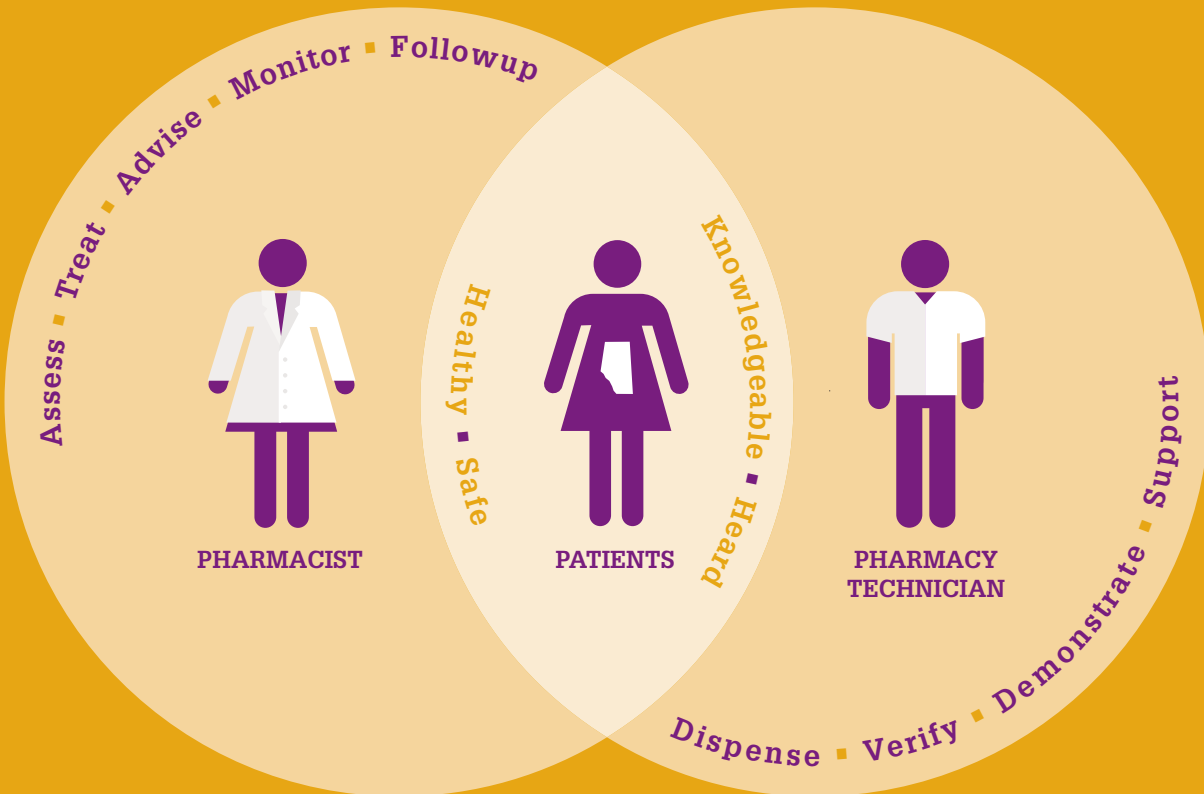 Assess ▪ Treat ▪ Advise ▪ Monitor ▪ Followup
Healthy ▪ Safe
Knowledgeable ▪ Heard
PHARMACIST
PATIENTS
PHARMACY
TECHNICIAN
Dispense ▪ Verify ▪ Demonstrate ▪ Support